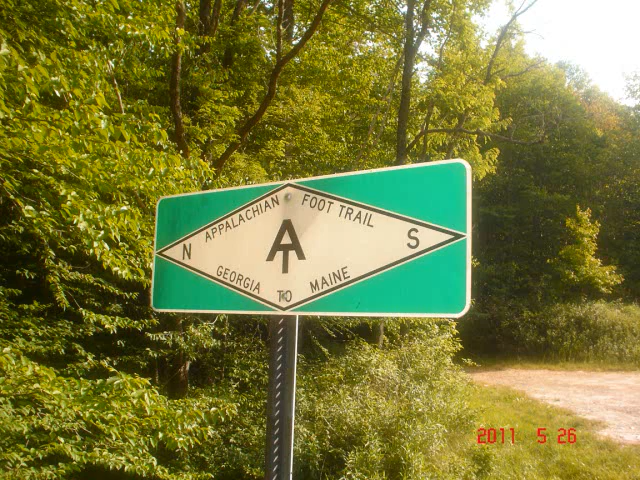 APPALACHIAN FOOT TRAIL
N AT S
GEORGIA TO MAINE
2011 5 26